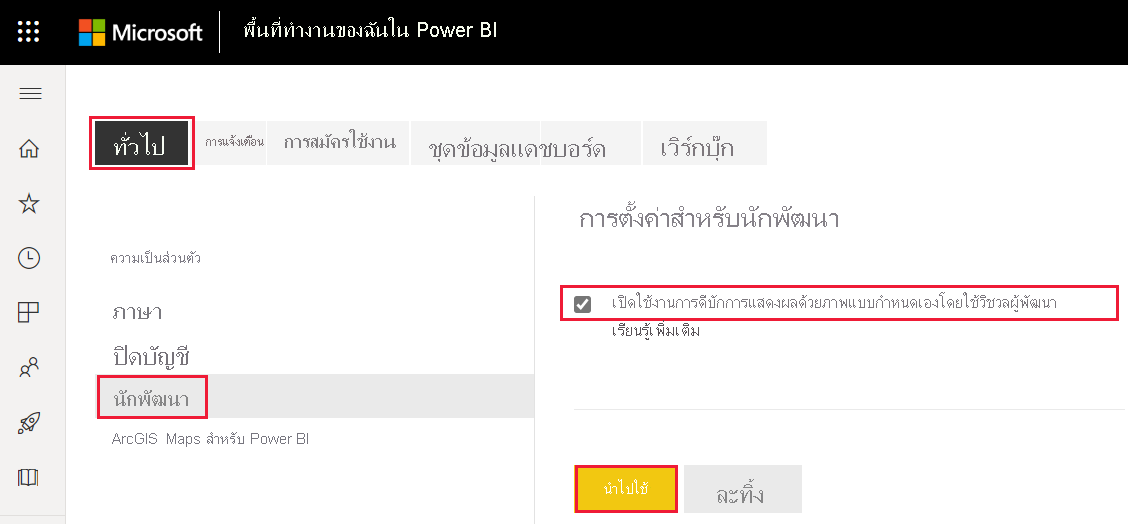 Microsoft พื้นที่ทำงานของฉันใน Power BI
ทั่วไป การแจ้งเตือน การสมัครใช้งาน ชุดข้อมูลแดชบอร์ด เวิร์กบุ๊ก
การตั้งค่าสำหรับนักพัฒนา
ความเป็นส่วนตัว
ภาษา
ปิดบัญชี
นักพัฒนา
ArcGIS Maps สำหรับ Power BI
เปิดใช้งานการดีบักการแสดงผลด้วยภาพแบบกำหนดเองโดยใช้วิชวลผู้พัฒนา
เรียนรู้เพิ่มเติม
นำไปใช้ ละทิ้ง